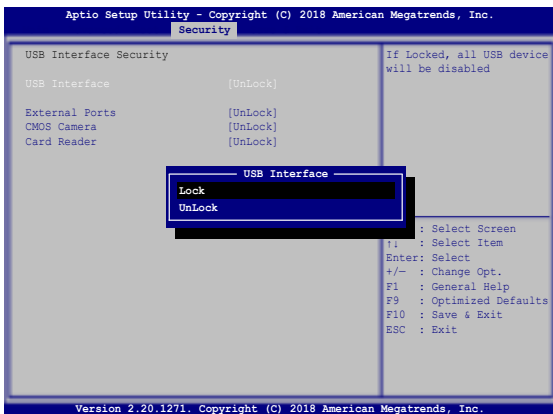 Aptio Setup Utility - Copyright (C) 2018 American Megatrends, Inc.
Security
USB Interface Security
USB Interface [UnLock]
External Ports [UnLock]
CMOS Camera [UnLock]
Card Reader [UnLock]
If Locked, all USB device
will be disabled
USB Interface
Lock
UnLock
: Select Screen
↑↓ : Select Item
Enter: Select
+/— : Change Opt.
F1 : General Help
F9 : Optimized Defaults
F10 : Save & Exit
ESC : Exit
Version 2.20.1271. Copyright (C) 2018 American Megatrends, Inc.